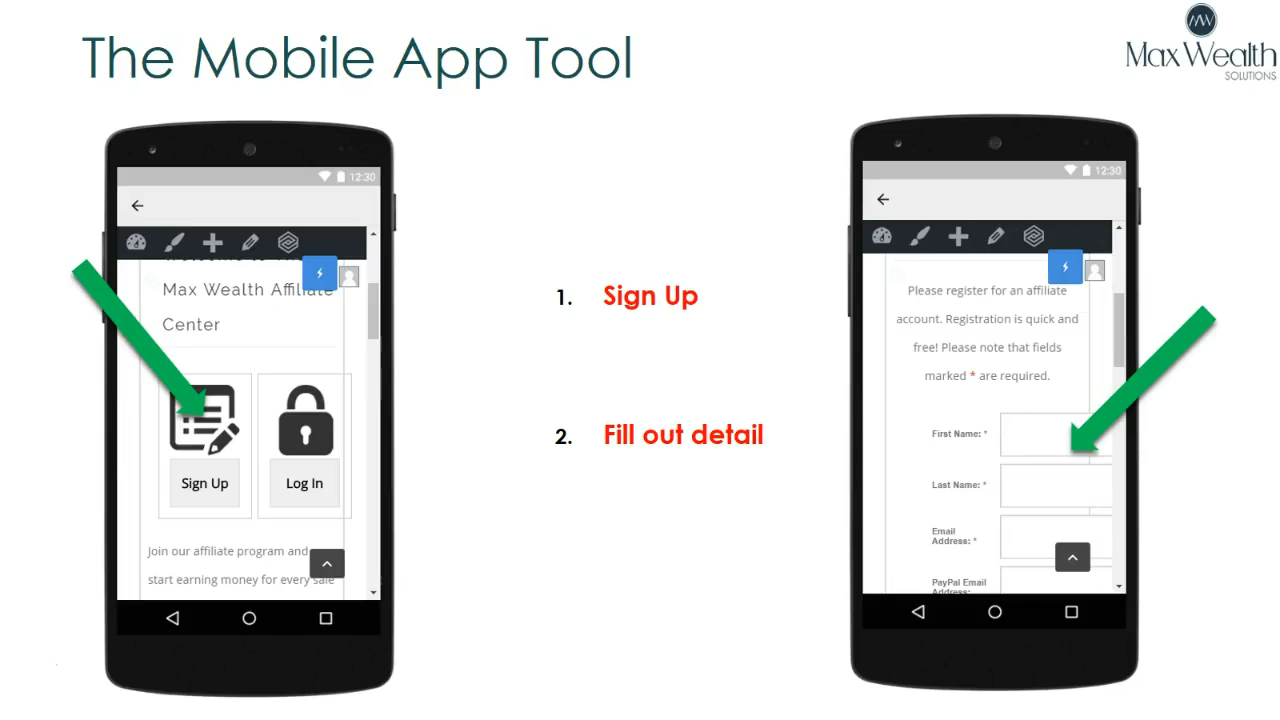 The Mobile App Tool
Max Wealth
SOLUTIONS
12:30
Max Wealth Affiliate
Center
Sign Up
Log In
Join our affiliate program and
start earning money for every sale
1. Sign Up
2. Fill out detail
12:30
Please register for an affiliate
account. Registration is quick and
free! Please note that fields
marked * are required.
First Name: *
Last Name: *
Email
Address: *
PayPal Email
Address: